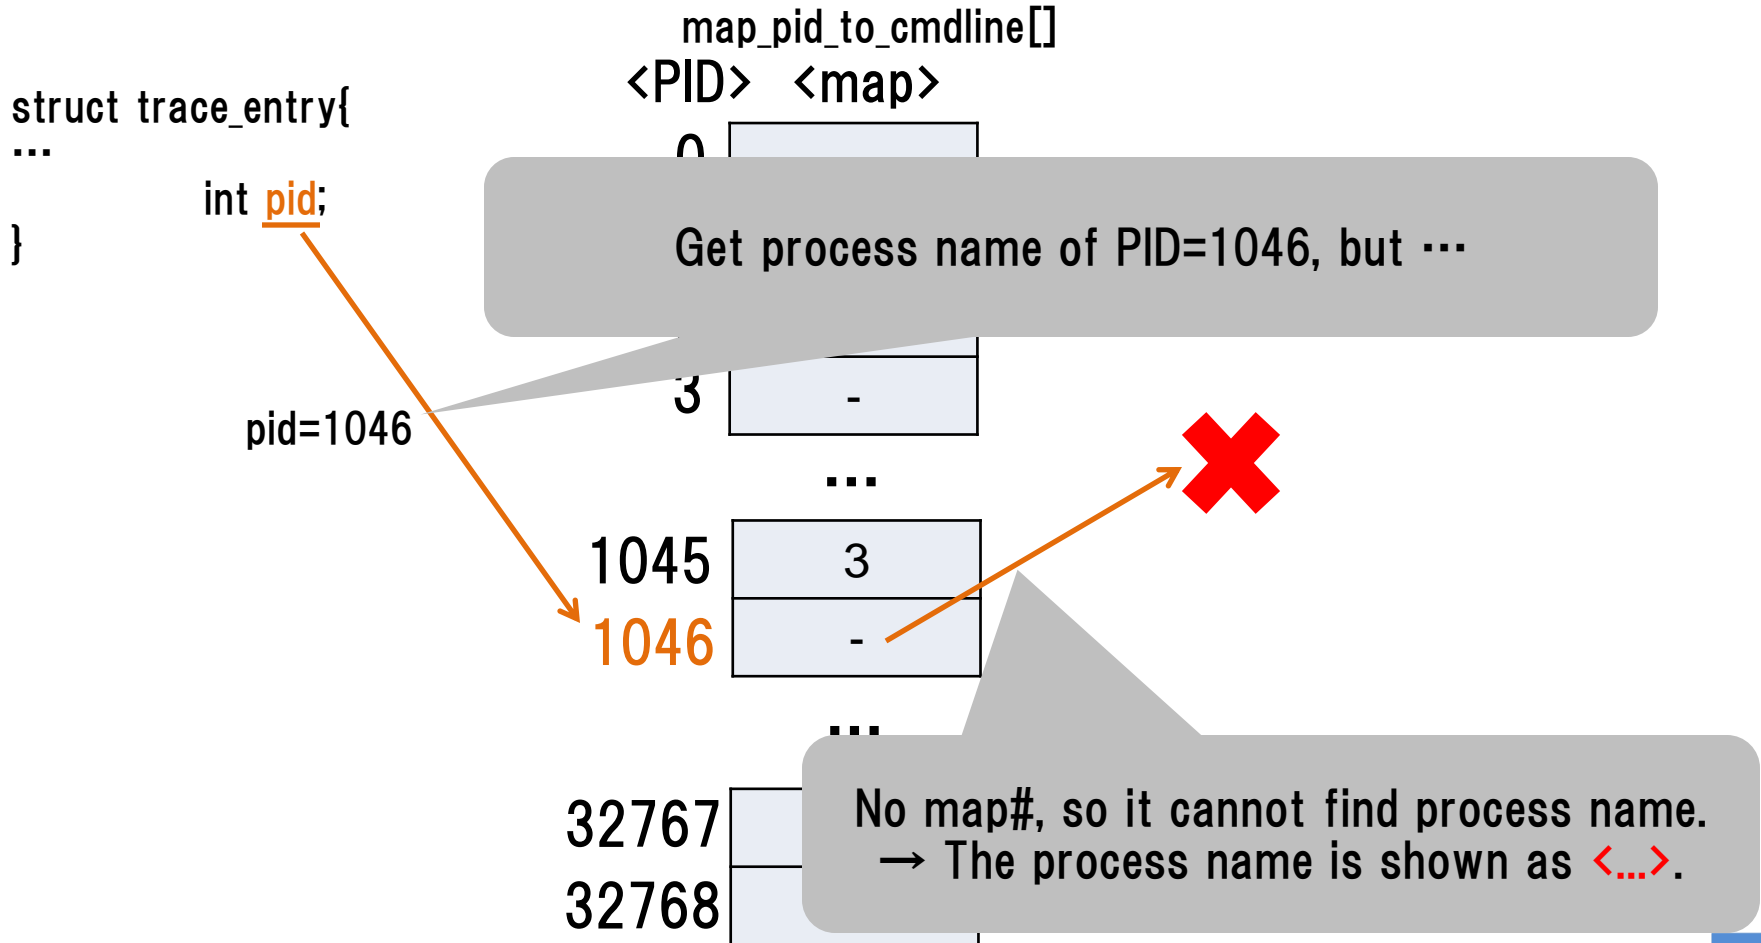 map_pid_to_cmdline[]
<PID> <map>
struct trace_entry{
…
int pid;
}
0
Get process name of PID=1046, but …
3 -
pid=1046
…
1045 3
1046 -
…
32767
No map#, so it cannot find process name.
→ The process name is shown as <...>.
32768